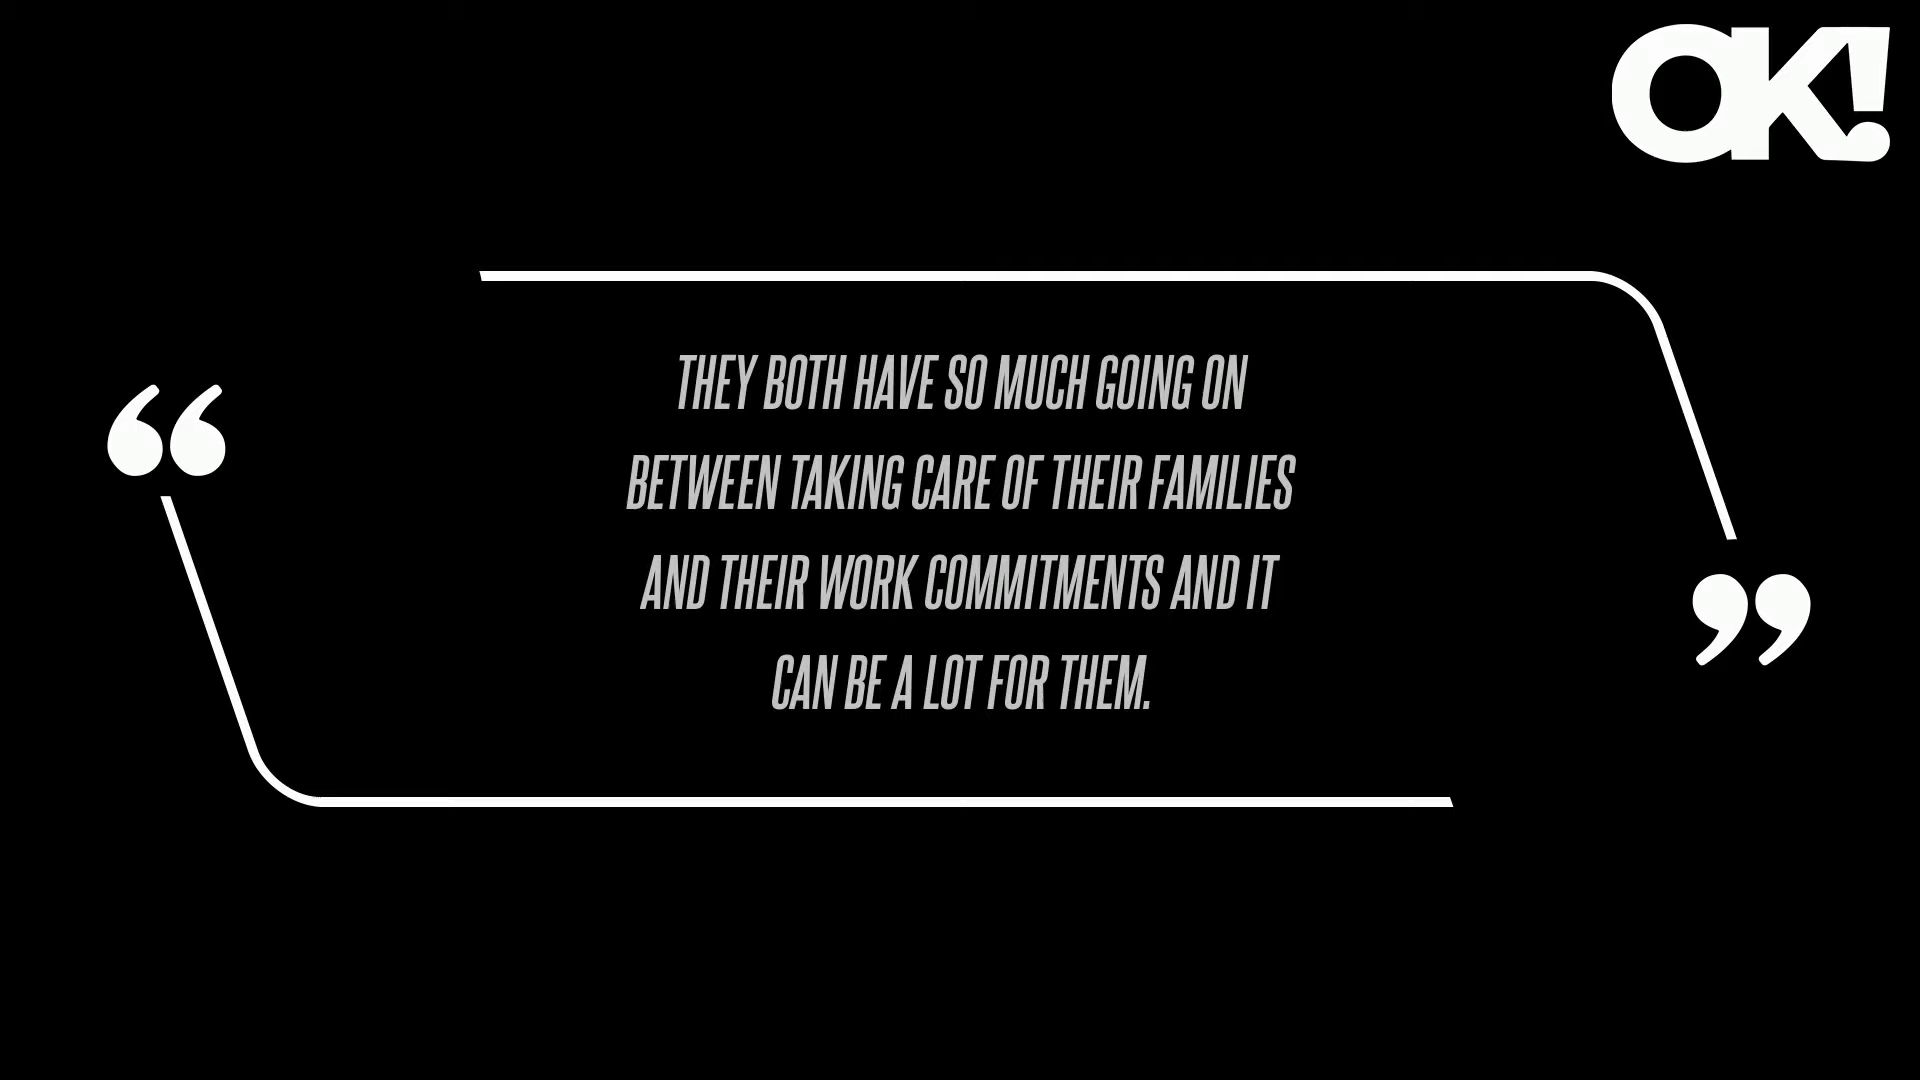 OK!
THEY BOTH HAVE SO MUCH GOING ON
BETWEEN TAKING CARE OF THEIR FAMILIES
AND THEIR WORK COMMITMENTS AND IT
CAN BE A LOT FOR THEM.